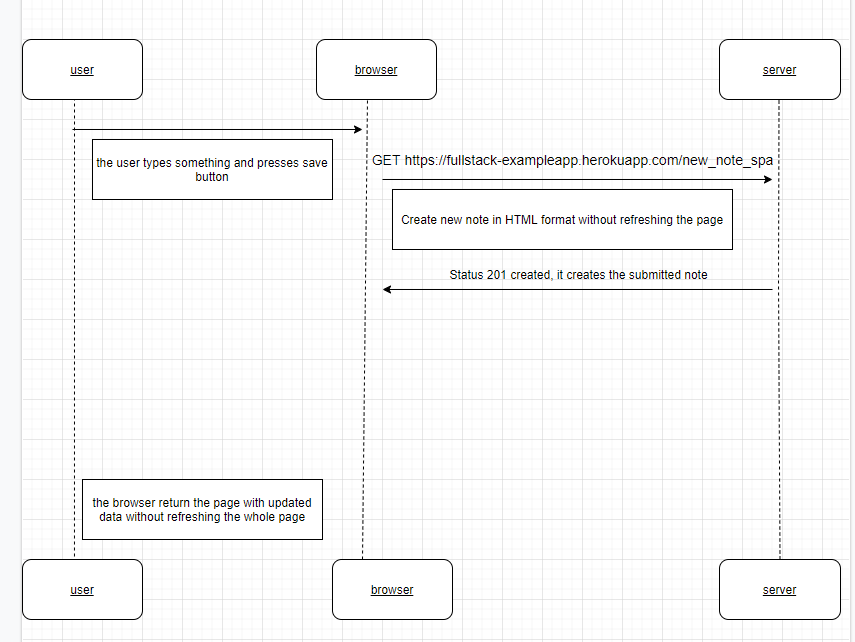 user
browser
server
the user types something and presses save
button
GET https://fullstack-exampleapp.herokuapp.com/new_note_spa
Create new note in HTML format without refreshing the page
Status 201 created, it creates the submitted note
the browser return the page with updated
data without refreshing the whole page
user
browser
server